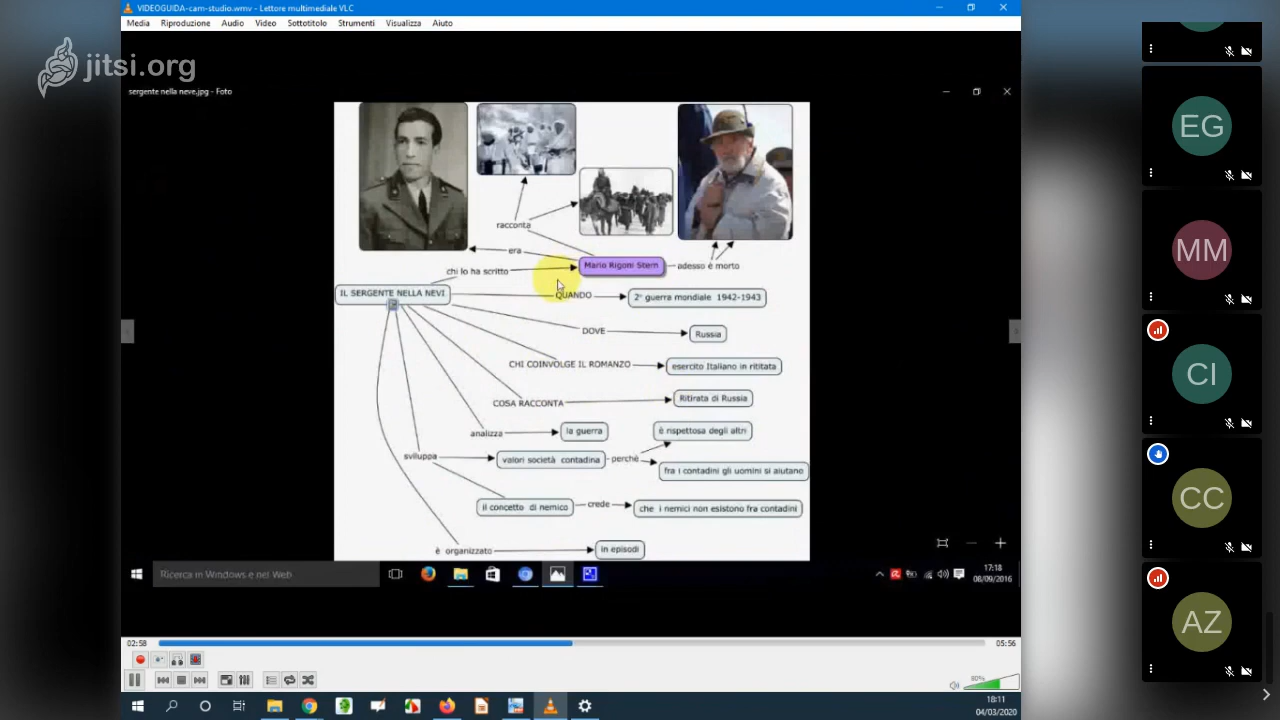 VIDEOGUIDA-cam-studio.wmv - Lettore multimediale VLC
Media Riproduzione Audio Video Sottotitolo Strumenti Visualizza Aiuto
jitsi.org
sergente nella neve.jpg - Foto
racconta
era
Mario Rigoni Stern
adesso è morto
chi lo ha scritto
IL SERGENTE NELLA NEVI
QUANDO
2° guerra mondiale 1942-1943
DOVE
Russia
CHI COINVOLGE IL ROMANZO
esercito Italiano in rititata
COSA RACCONTA
Ritirata di Russia
analizza
la guerra
è rispettosa degli altri
sviluppa
valori società contadina
perchè
fra i contadini gli uomini si aiutano
il concetto di nemico
crede
che i nemici non esistono fra contadini
è organizzato
in episodi
Ricerca in Windows e nel Web
17:18
08/09/2016
02:58
05:56
80%
18:11
04/03/2020
EG
MM
CI
CC
AZ